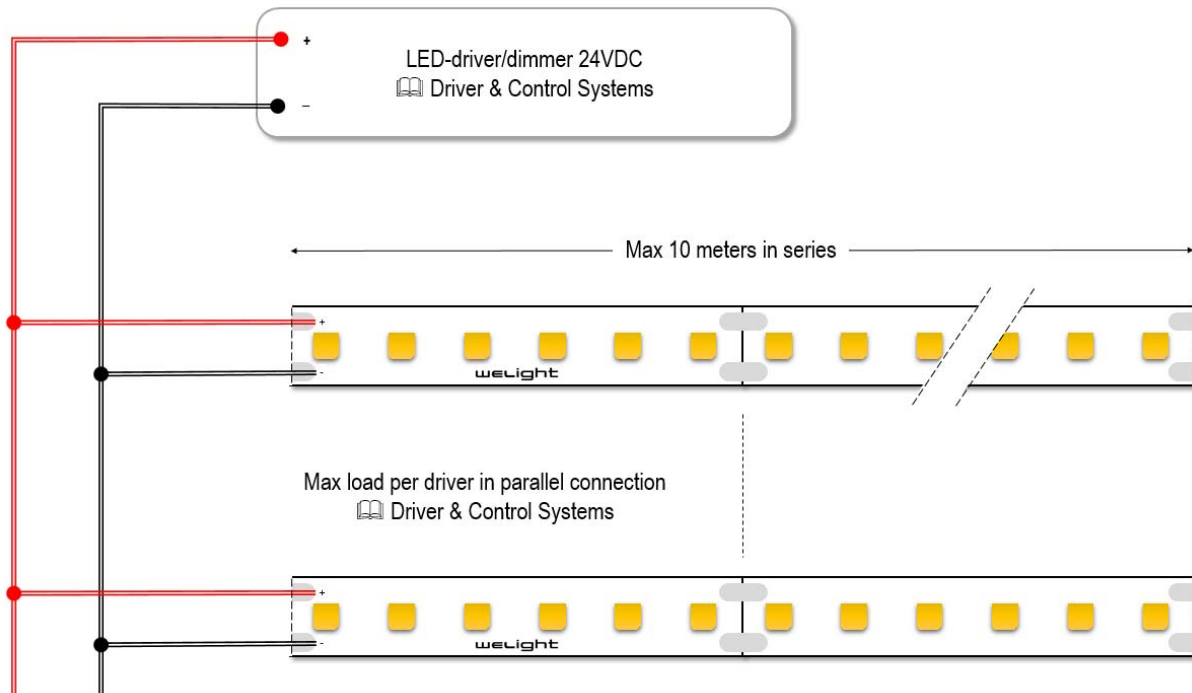 +
LED-driver/dimmer 24VDC
📖 Driver & Control Systems
–
Max 10 meters in series
+
-
weLight
Max load per driver in parallel connection
📖 Driver & Control Systems
+
-
weLight